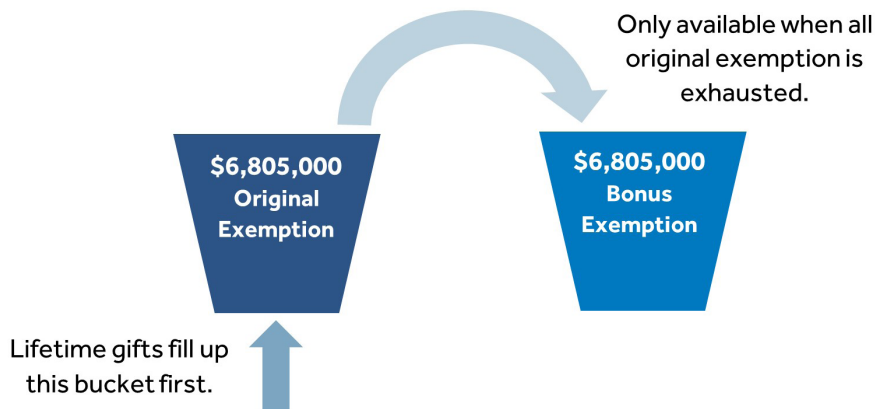 Only available when all
original exemption is
exhausted.
$6,805,000
Original
Exemption
$6,805,000
Bonus
Exemption
Lifetime gifts fill up
this bucket first.